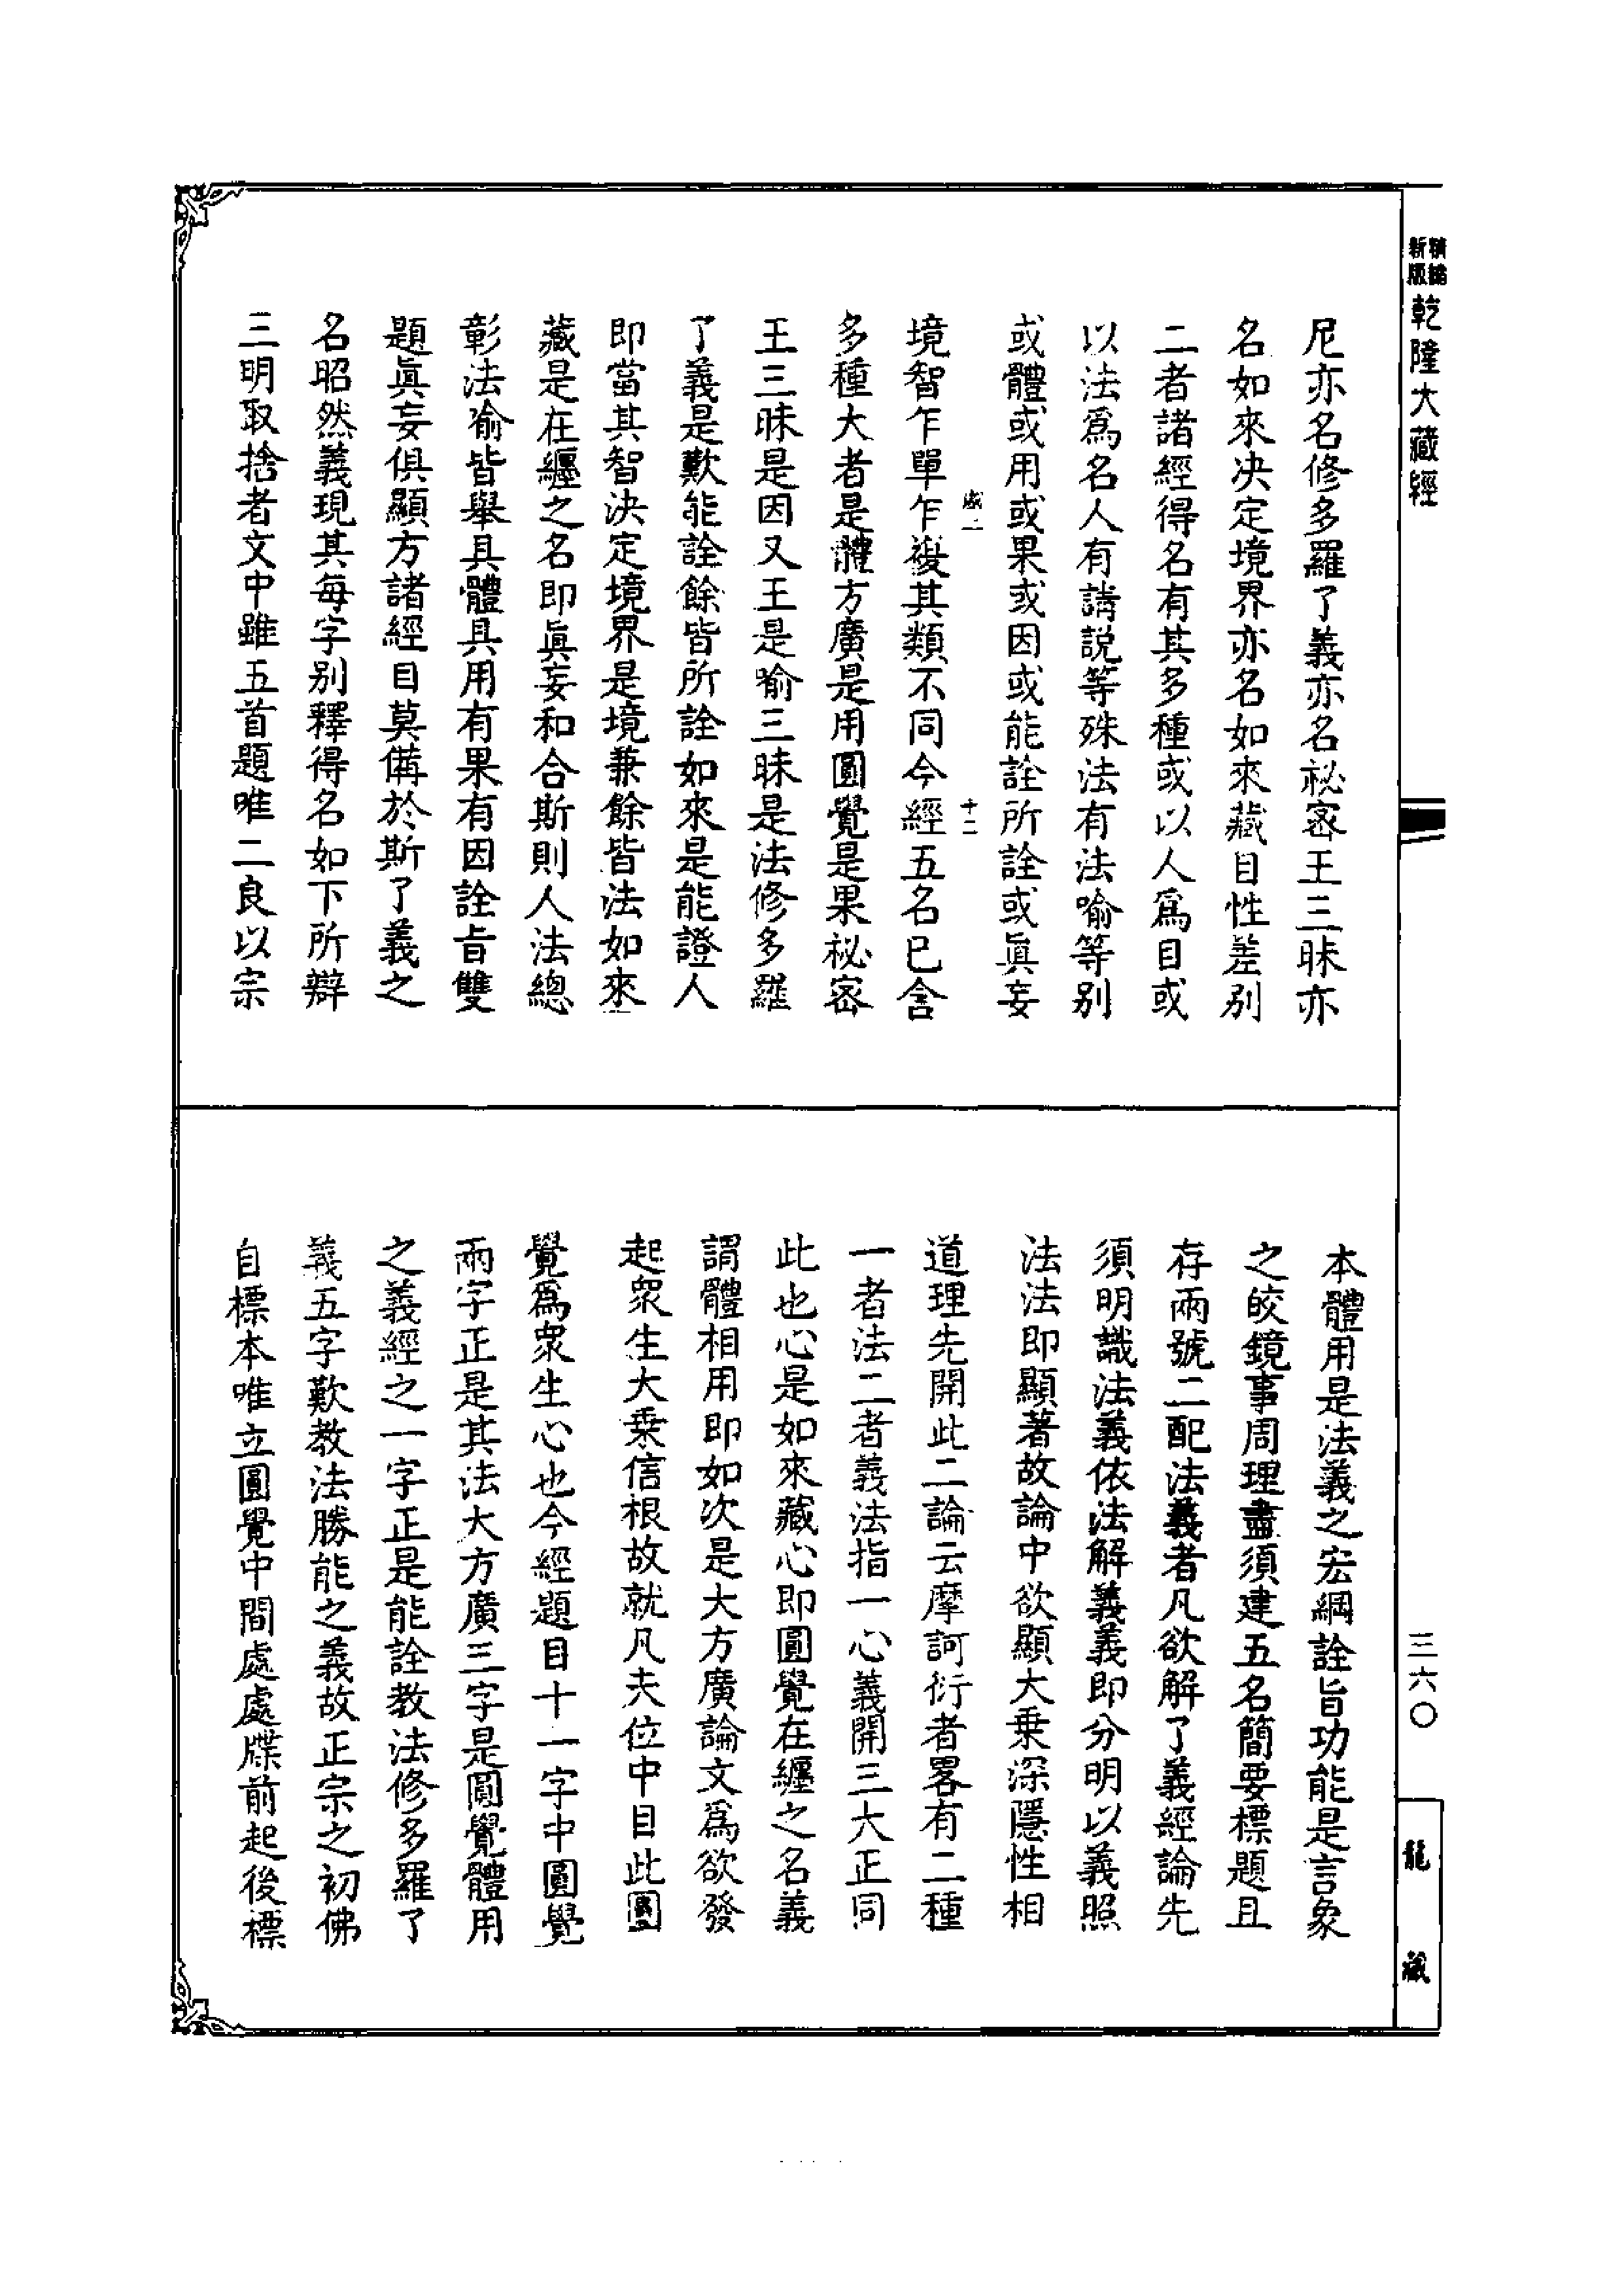 新編
新版
乾隆大藏經
尼亦名修多羅了義亦名祕密王三昧亦
名如來决定境界亦名如來藏目性差别
二者諸經得名有其多種或以人爲目或
以法爲名人有請説等殊法有法喻等别
或體或用或果或因或能詮所詮或眞妄
境智乍單乍複其類不同今經五名已含
十二
多種大者是體方廣是用圓覺是果祕密
王三昧是因又王是喻三昧是法修多羅
了義是歎能詮餘皆所詮如來是能證人
即當其智決定境界是境兼餘皆法如來
藏是在纏之名即眞妄和合斯則人法總
彰法喻皆舉具體具用有果有因詮旨雙
題眞妄俱顯方諸經目莫備於斯了義之
名昭然義現其每字别釋得名如下所辯
三明取捨者文中雖五首題唯二良以宗
本體用是法義之宏綱詮旨功能是言象
之皎鏡事周理盡須建五名簡要標題且
存兩號二配法義者凡欲解了義經論先
須明識法義依法解義義即分明以義照
法法即顯著故論中欲顯大乗深隱性相
道理先開此二論云摩訶衍者畧有二種
一者法二者義法指一心義開三大正同
此也心是如來藏心即圓覺在纏之名義
謂體相用即如次是大方廣論文爲欲發
起衆生大乗信根故就凡夫位中目此圓
覺爲衆生心也今經題目十一字中圓覺
兩字正是其法大方廣三字是圓覺體用
之義經之一字正是能詮教法修多羅了
義五字歎教法勝能之義故正宗之初佛
自標本唯立圓覺中間處處牒前起後標
三六〇
龍藏